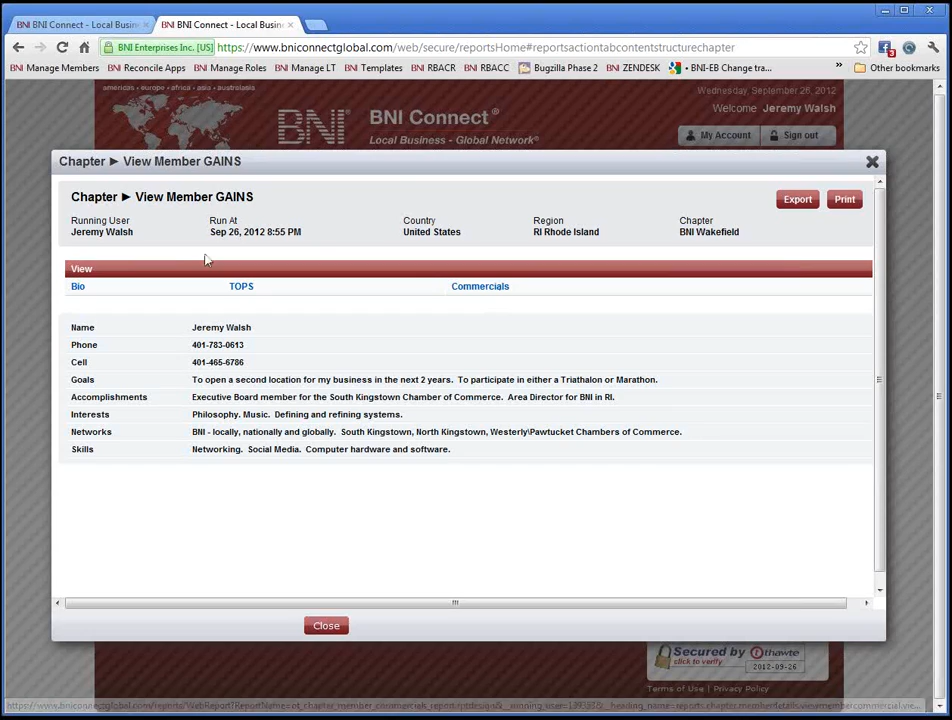 BNI BNI Connect - Local Busin
BNI BNI Connect - Local Busin
BNI Enterprises Inc. [US] https://www.bniconnectglobal.com/web/secure/reportsHome#reportsactiontabcontentstructurechapter
3
BNI Manage Members BNI Reconcile Apps BNI Manage Roles BNI Manage LT BNI Templates BNI RBACR BNI RBACC Bugzilla Phase 2 BNI ZENDESK BNI-EB Change tra... » Other bookmarks
americas • europe • africa • asia • australasia
Wednesday, September 26, 2012
Welcome Jeremy Walsh
BNI® BNI Connect®
Local Business - Global Network®
My Account Sign out
Chapter ► View Member GAINS
Chapter ► View Member GAINS
Export Print
Running User Run At Country Region Chapter
Jeremy Walsh Sep 26, 2012 8:55 PM United States RI Rhode Island BNI Wakefield
View
Bio TOPS Commercials
Name Jeremy Walsh
Phone 401-783-0613
Cell 401-465-6786
Goals To open a second location for my business in the next 2 years. To participate in either a Triathalon or Marathon.
Accomplishments Executive Board member for the South Kingstown Chamber of Commerce. Area Director for BNI in RI.
Interests Philosophy. Music. Defining and refining systems.
Networks BNI - locally, nationally and globally. South Kingstown, North Kingstown, Westerly\Pawtucket Chambers of Commerce.
Skills Networking. Social Media. Computer hardware and software.
Close
Secured by thawte
click to verify 2012-09-26
Terms of Use | Privacy Policy